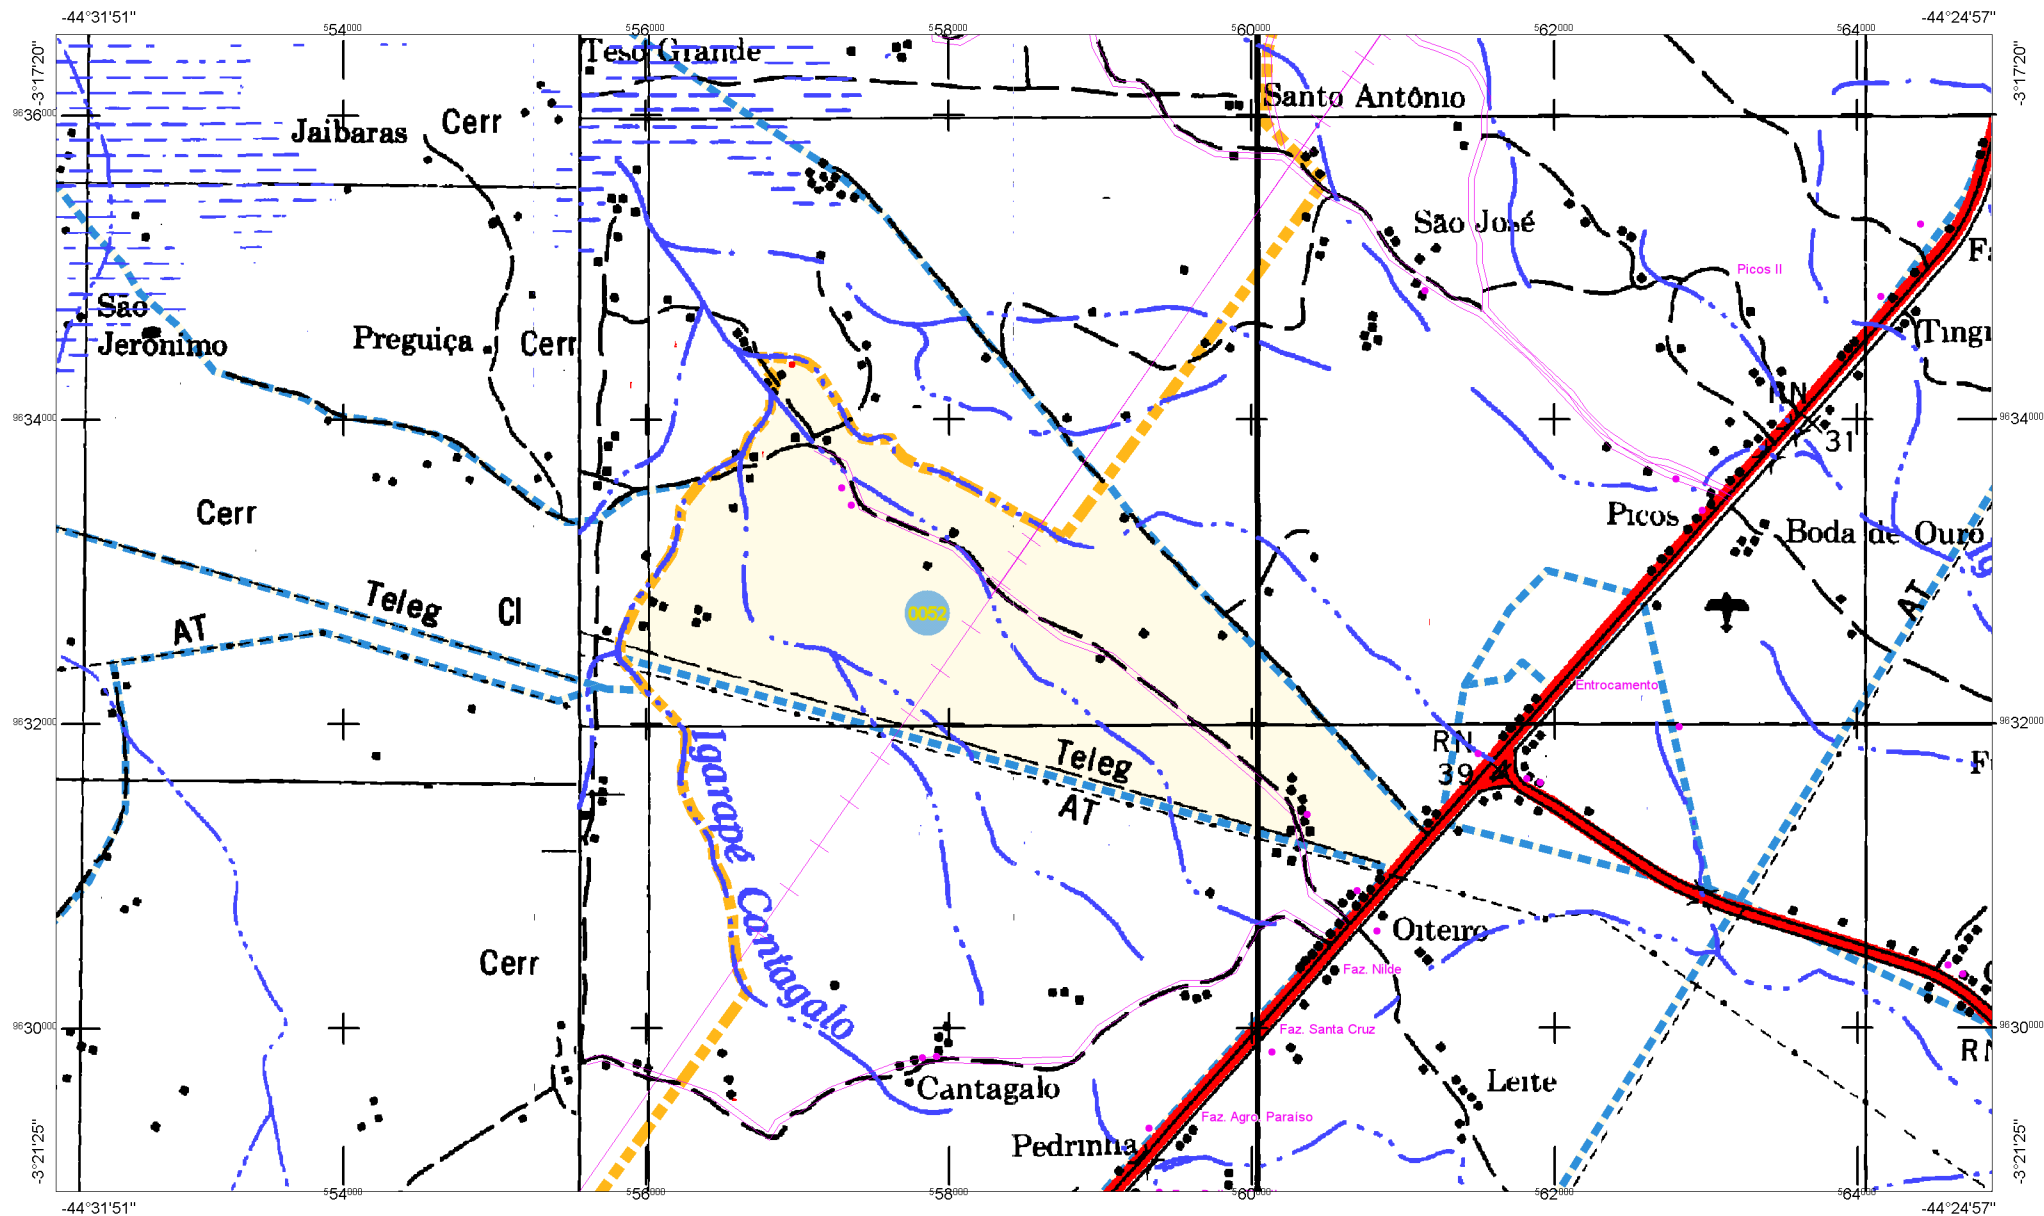 -44°31'51"
-44°24'57"
554000
556000
558000
560000
562000
564000
-3°17'20"
-3°17'20"
Teso Grande
Santo Antônio
9636000
9636000
Jaibaras
Cerr
São José
Picos II
São
Jerônimo
Preguiça
Cerr
Tingi
RN
31
9634000
9634000
Cerr
Picos
Boda de Ouro
Teleg
CI
AT
AT
0052
Entrocamento
9632000
9632000
RN
39
Teleg
AT
Igarapé Cantagalo
Oiteiro
Cerr
Faz. Nilde
9630000
9630000
Faz. Santa Cruz
Leite
Cantagalo
Faz. Agro. Paraíso
Pedrinha
-3°21'25"
-3°21'25"
554000
556000
558000
560000
562000
564000
-44°31'51"
-44°24'57"